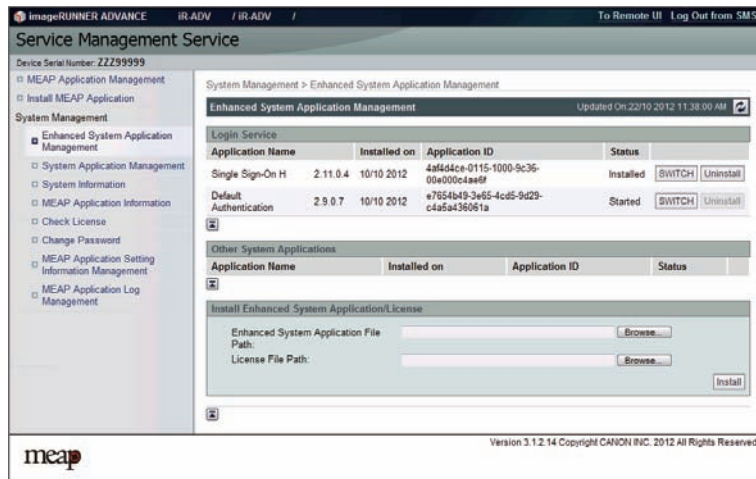 imageRUNNER ADVANCE iR-ADV / iR-ADV / To Remote UI Log Out from SMS
Service Management Service
Device Serial Number: ZZZ99999
MEAP Application Management
Install MEAP Application
System Management
Enhanced System Application
Management
System Application Management
System Information
MEAP Application Information
Check License
Change Password
MEAP Application Setting
Information Management
MEAP Application Log
Management
System Management > Enhanced System Application Management
Enhanced System Application Management Updated On:22/10 2012 11:38:00 AM
Login Service
Application Name Installed on Application ID Status
Single Sign-On H 2.11.0.4 10/10 2012 4af4d4ce-0115-1000-9c36-
00e000c4ae6f Installed SWITCH Uninstall
Default
Authentication 2.9.0.7 10/10 2012 e7654b49-3e65-4cd5-9d29-
c4a5a436061a Started SWITCH Uninstall
Other System Applications
Application Name Installed on Application ID Status
Install Enhanced System Application/License
Enhanced System Application File
Path: Browse...
License File Path: Browse...
Install
Version 3.1.2.14 Copyright CANON INC. 2012 All Rights Reserved
meap